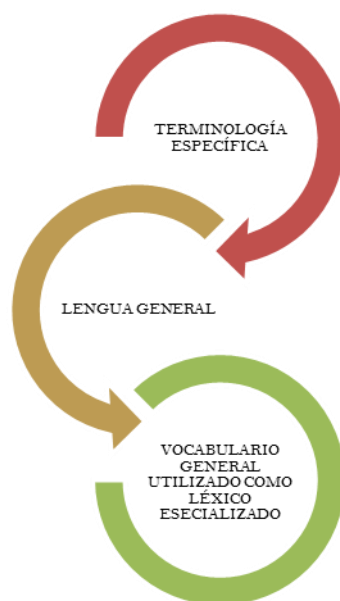 TERMINOLOGÍA
ESPECÍFICA
LENGUA GENERAL
VOCABULARIO
GENERAL
UTILIZADO COMO
LÉXICO
ESECIALIZADO